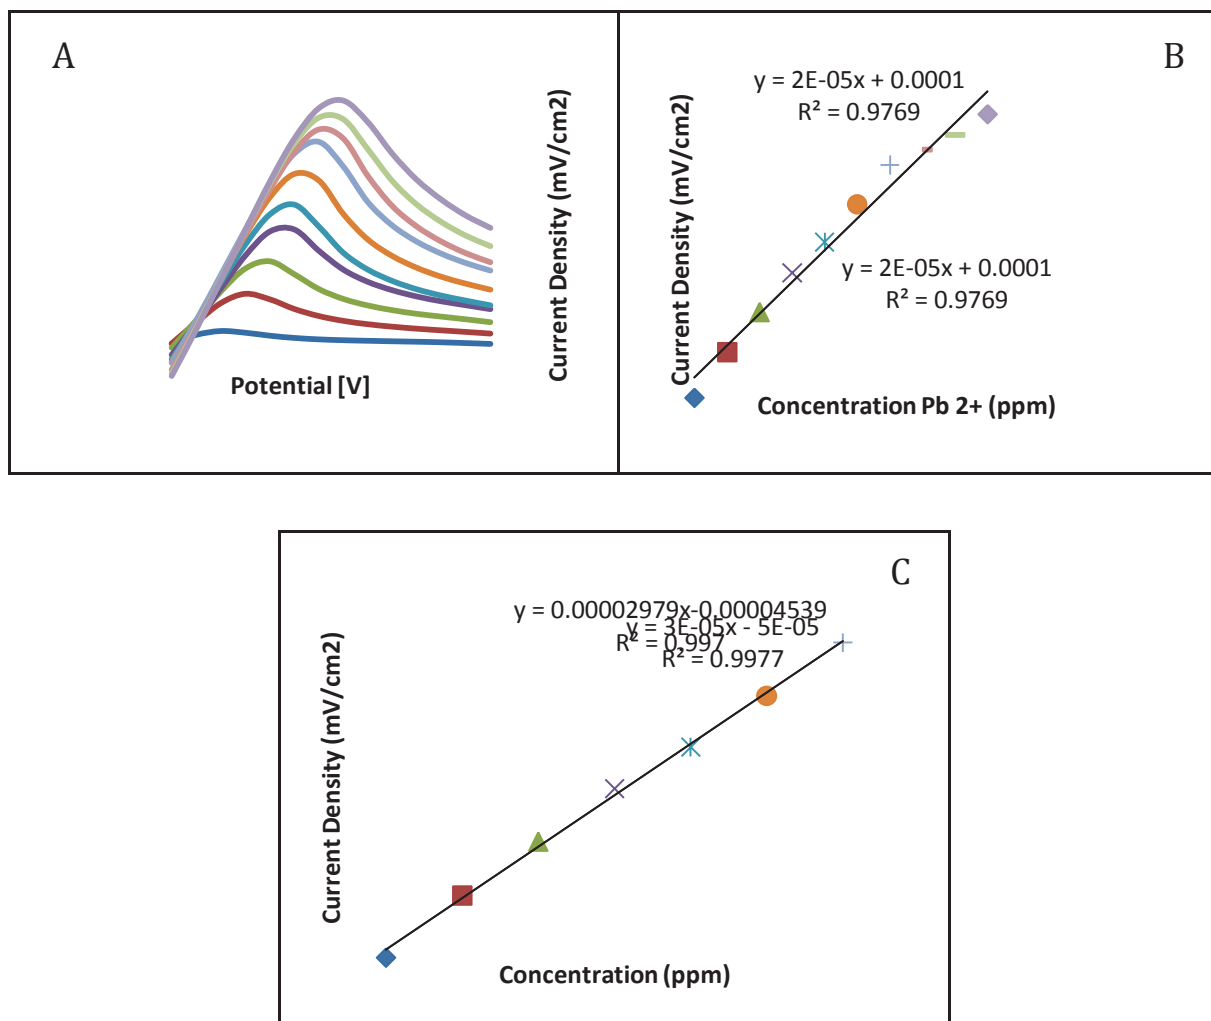 A
Current Density (mV/cm2)
Potential [V]
B
y = 2E-05x + 0.0001
R² = 0.9769
Current Density (mV/cm2)
y = 2E-05x + 0.0001
R² = 0.9769
Concentration Pb 2+ (ppm)
C
y = 0.00002979x-0.00004539
R² = 0.997
y = 3E-05x - 5E-05
R² = 0.9977
Current Density (mV/cm2)
Concentration (ppm)